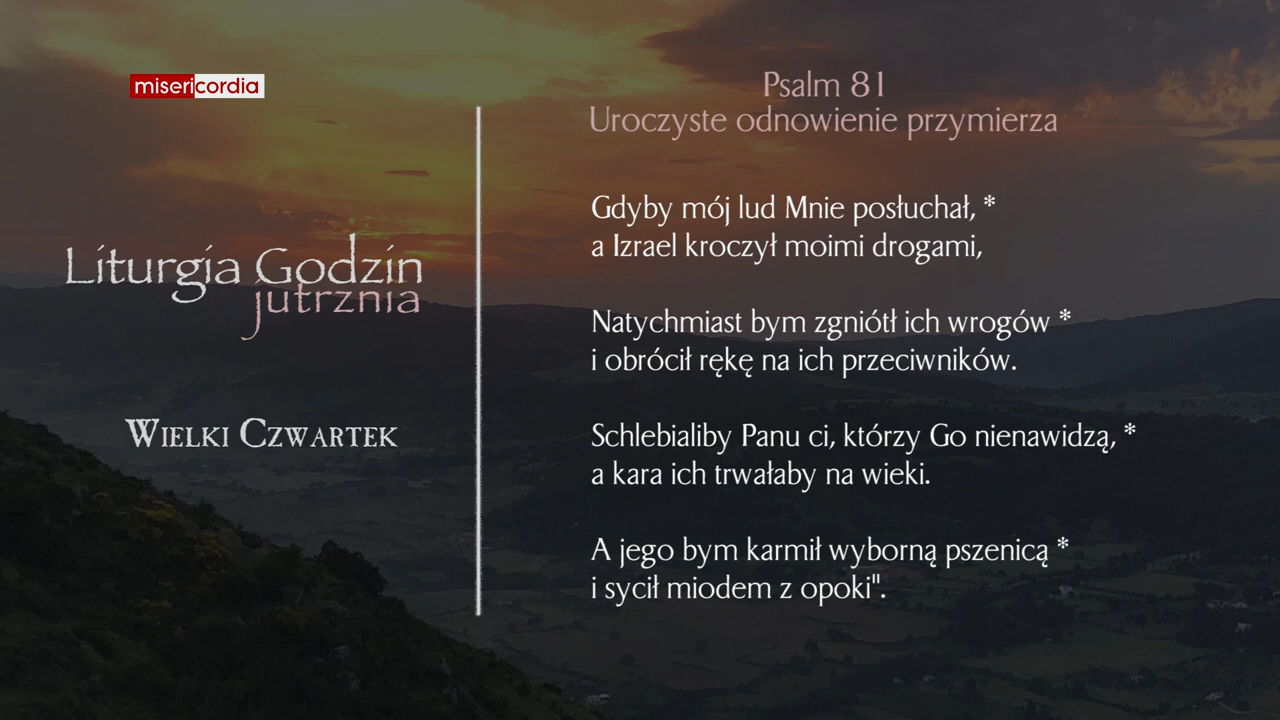 misericordia
Liturgia Godzin
jutrznia
Wielki Czwartek
Psalm 81
Uroczyste odnowienie przymierza
Gdyby mój lud Mnie posłuchał, *
a Izrael kroczył moimi drogami,
Natychmiast bym zgniótł ich wrogów *
i obrócił rękę na ich przeciwników.
Schlebialiby Panu ci, którzy Go nienawidzą, *
a kara ich trwałaby na wieki.
A jego bym karmił wyborną pszenicą *
i sycił miodem z opoki".